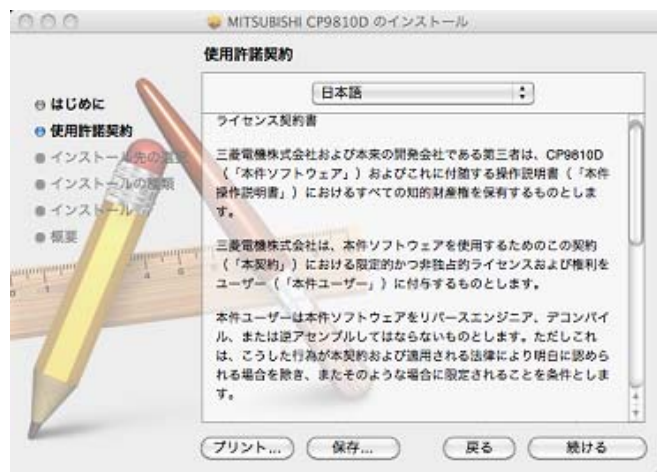 MITSUBISHI CP9810D のインストール
使用許諾契約
日本語
はじめに
使用許諾契約
インストール先の選択
インストールの種類
インストール
概要
ライセンス契約書
三菱電機株式会社および本来の開発会社である第三者は、CP9810D
(「本件ソフトウェア」) およびこれに付随する操作説明書 (「本件
操作説明書」) におけるすべての知的財産権を保有するものとしま
す。
三菱電機株式会社は、本件ソフトウェアを使用するためのこの契約
(「本契約」) における限定的かつ非独占的ライセンスおよび権利を
ユーザー (「本件ユーザー」) に付与するものとします。
本件ユーザーは本件ソフトウェアをリバースエンジニア、デコンパイ
ル、または逆アセンブルしてはならないものとします。ただしこれ
は、こうした行為が本契約および適用される法律により明白に認めら
れる場合を除き、またそのような場合に限定されることを条件としま
す。
プリント...
保存...
戻る
続ける